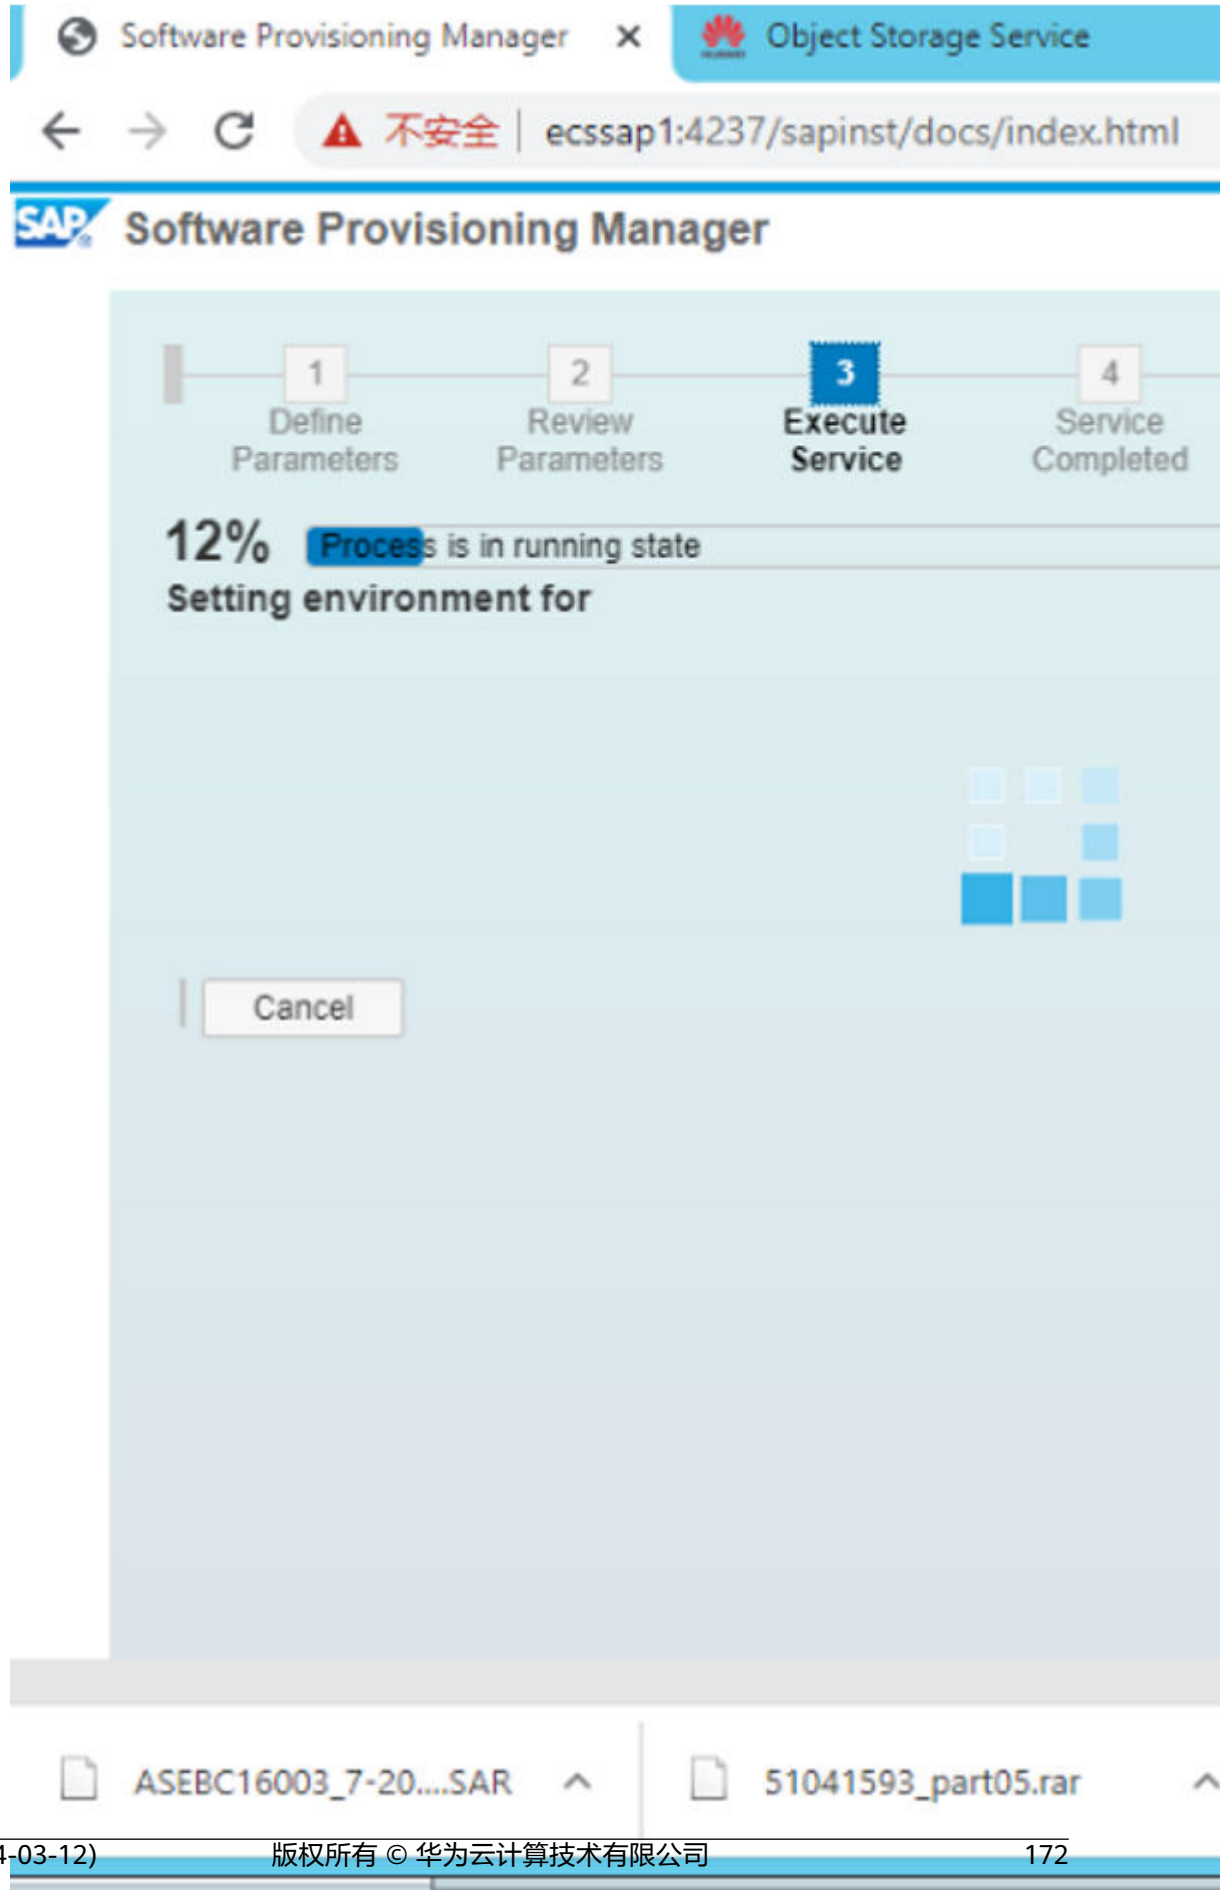 Software Provisioning Manager
Object Storage Service
不安全 ecssap1:4237/sapinst/docs/index.html
SAP Software Provisioning Manager
1 2 3 4
Define Parameters
Review Parameters
Execute Service
Service Completed
12% Process is in running state
Setting environment for
Cancel
ASEBC16003_7-20....SAR
51041593_part05.rar
4-03-12) 版权所有 © 华为云计算技术有限公司 172